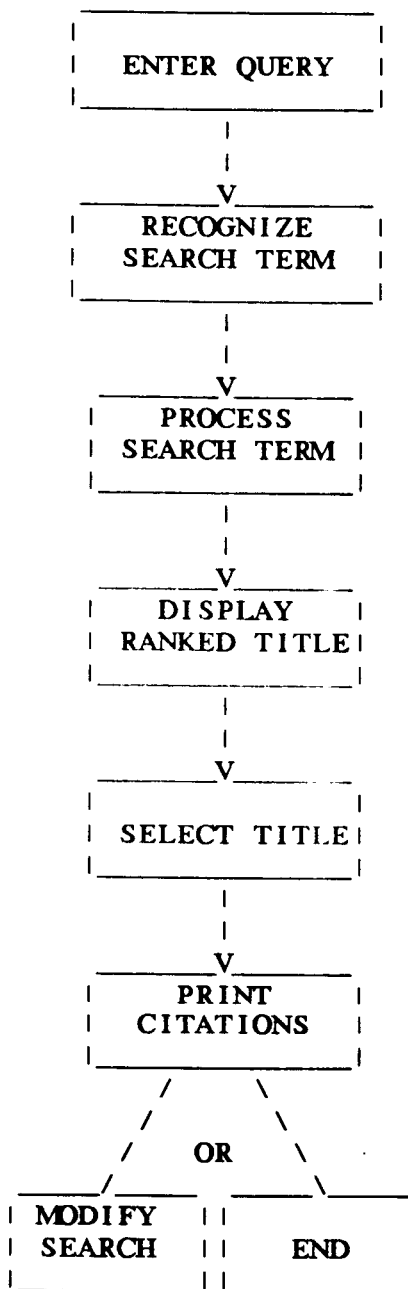 ENTER QUERY
V
RECOGNIZE
SEARCH TERM
V
PROCESS
SEARCH TERM
V
DISPLAY
RANKED TITLE
V
SELECT TITLE
V
PRINT
CITATIONS
OR
MODIFY
SEARCH
END